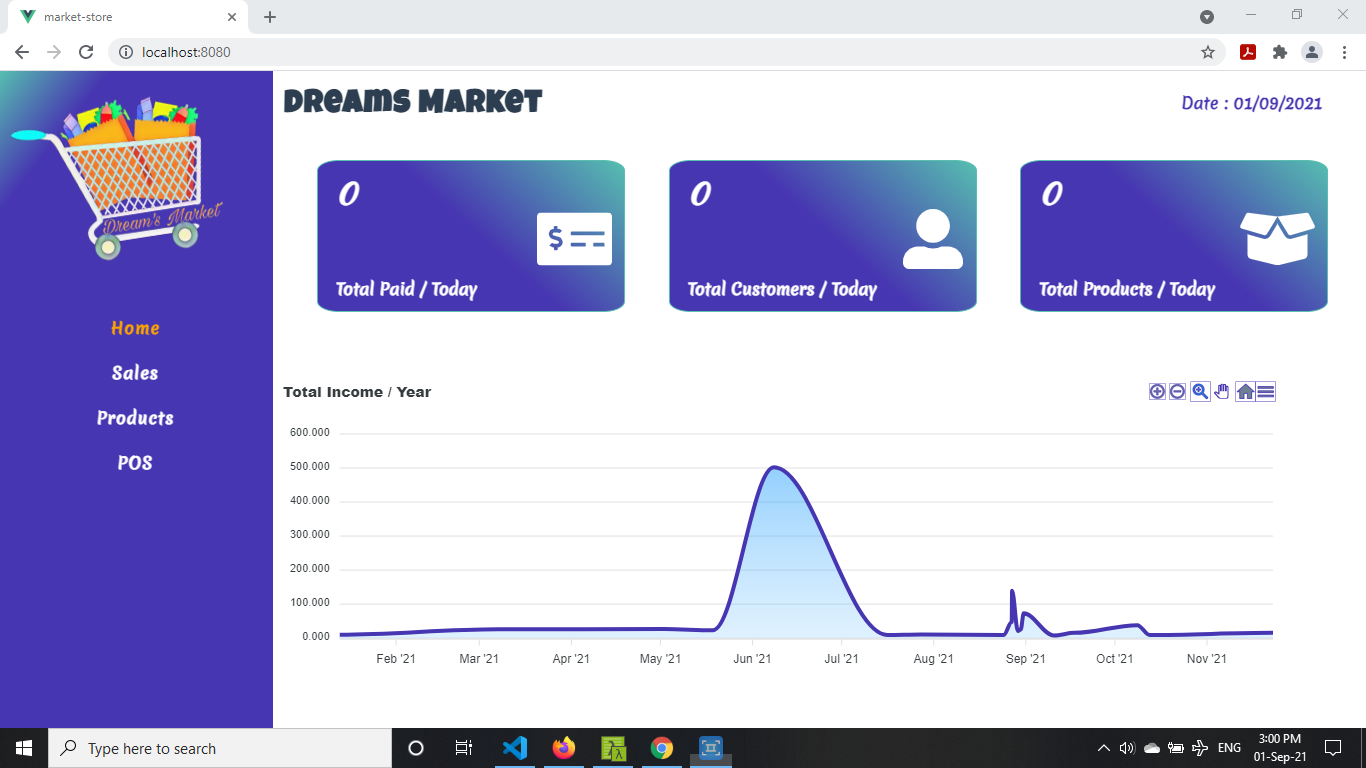 market-store
localhost:8080
Dream's Market
Home
Sales
Products
POS
Dreams Market
Date : 01/09/2021
0
Total Paid / Today
0
Total Customers / Today
0
Total Products / Today
Total Income / Year
600.000
500.000
400.000
300.000
200.000
100.000
0.000
Feb '21 Mar '21 Apr '21 May '21 Jun '21 Jul '21 Aug '21 Sep '21 Oct '21 Nov '21
Type here to search
ENG
3:00 PM
01-Sep-21